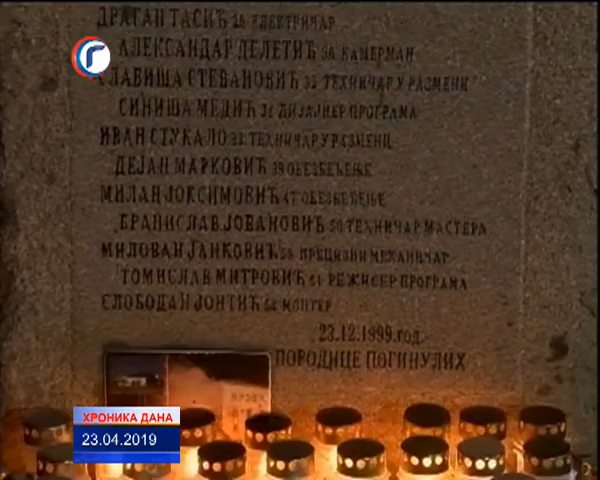 ДРАГАН ТАСИЋ 29 ЕЛЕКТРИЧАР
АЛЕКСАНДАР ДЕЛЕТИЋ 30 КАМЕРМАН
СЛАВИША СТЕВАНОВИЋ 32 ТЕХНИЧАР У РАЗМЕНИ
СИНИША МЕДИЋ 32 ДИЗАЈНЕР ПРОГРАМА
ИВАН СТУКАЛО 33 ТЕХНИЧАР У РАЗМЕНИ
ДЕЈАН МАРКОВИЋ 39 ОБЕЗБЕЂЕЊЕ
МИЛАН ЈОКСИМОВИЋ 47 ОБЕЗБЕЂЕЊЕ
БРАНИСЛАВ ЈОВАНОВИЋ 50 ТЕХНИЧАР МАСТЕРА
МИЛОВАН ЈАНКОВИЋ 59 ПРЕЦИЗНИ МЕХАНИЧАР
ТОМИСЛАВ МИТРОВИЋ 61 РЕЖИСЕР ПРОГРАМА
СЛОБОДАН ЈОНТИЋ 54 МОНТЕР
23.12.1999.год.
ПОРОДИЦЕ ПОГИНУЛИХ
ХРОНИКА ДАНА
23.04.2019